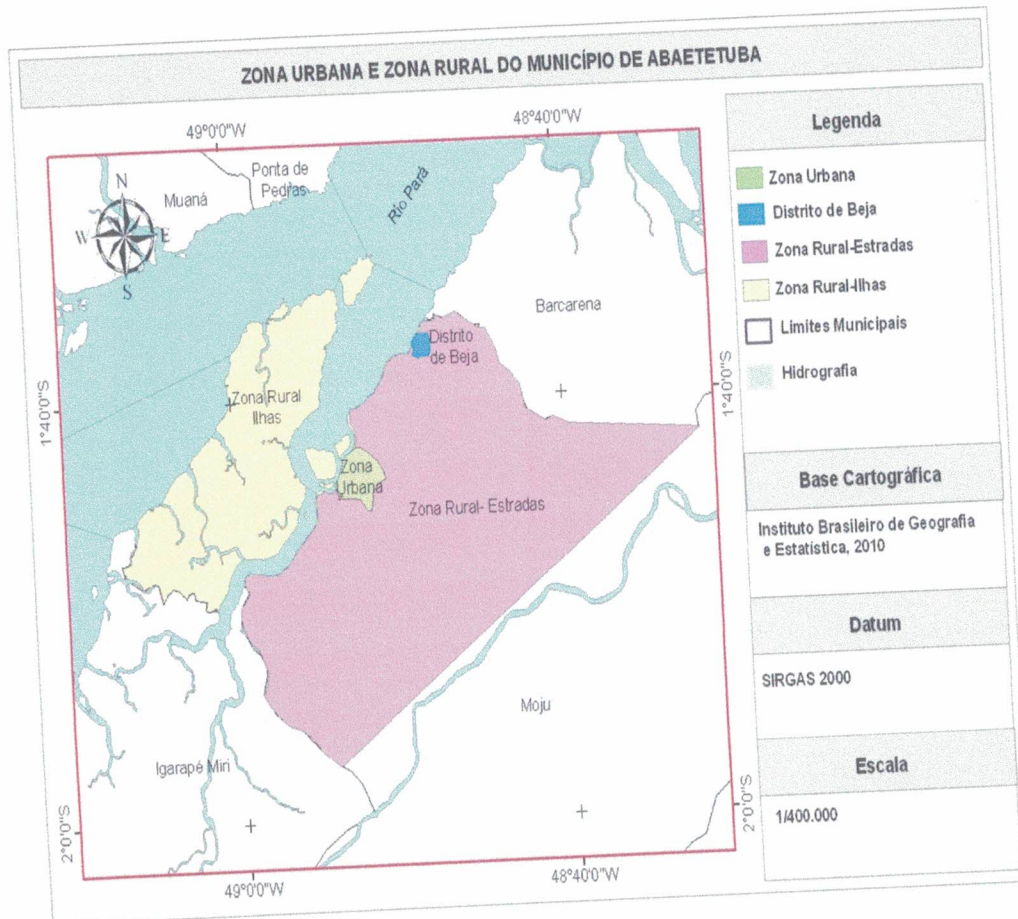 ZONA URBANA E ZONA RURAL DO MUNICÍPIO DE ABAETETUBA
49°0'0"W
48°40'0"W
Ponta de
Pedras
Muaná
Rio Pará
N
W
E
S
Barcarena
Distrito
de Beja
1°40'0"S
1°40'0"S
Zona Rural
Ilhas
Zona
Urbana
Zona Rural- Estradas
Moju
Igarapé Miri
2°0'0"S
2°0'0"S
49°0'0"W
48°40'0"W
Legenda
Zona Urbana
Distrito de Beja
Zona Rural-Estradas
Zona Rural-Ilhas
Limites Municipais
Hidrografia
Base Cartográfica
Instituto Brasileiro de Geografia
e Estatística, 2010
Datum
SIRGAS 2000
Escala
1/400.000